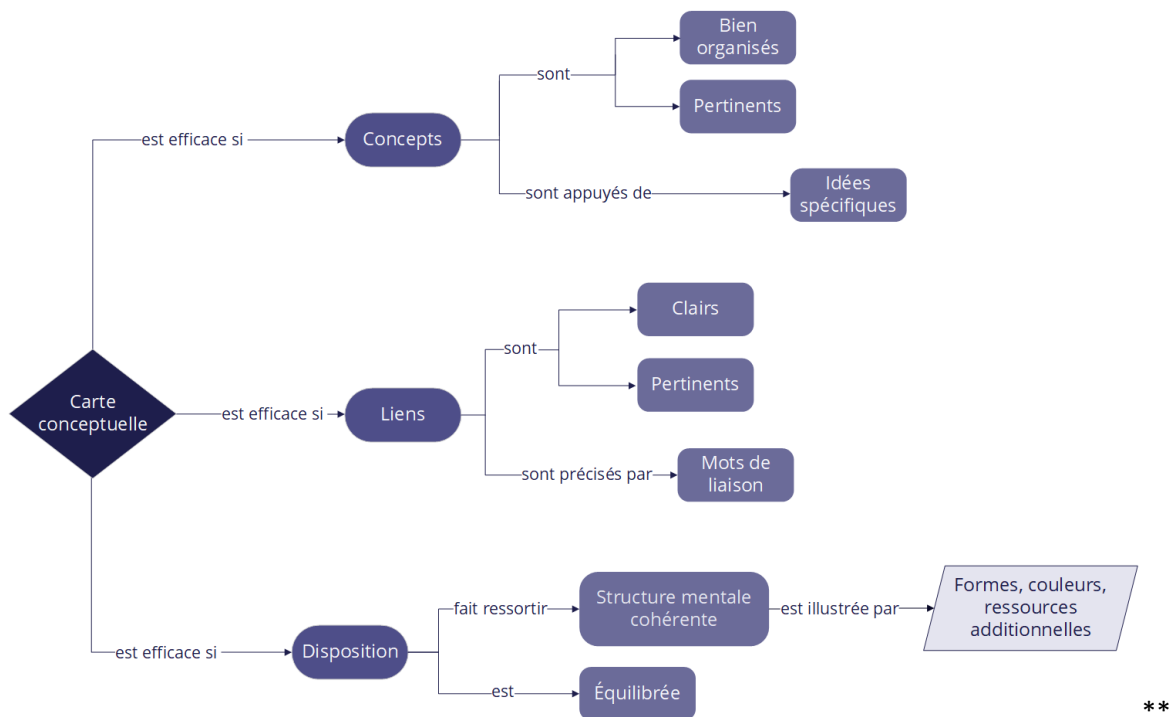 Bien
organisés
sont
Pertinents
est efficace si
Concepts
sont appuyés de
Idées
spécifiques
Clairs
sont
Pertinents
Carte
conceptuelle
est efficace si
Liens
sont précisés par
Mots de
liaison
fait ressortir
Structure mentale
cohérente
est illustrée par
Formes, couleurs,
ressources
additionnelles
est efficace si
Disposition
est
Équilibrée
**